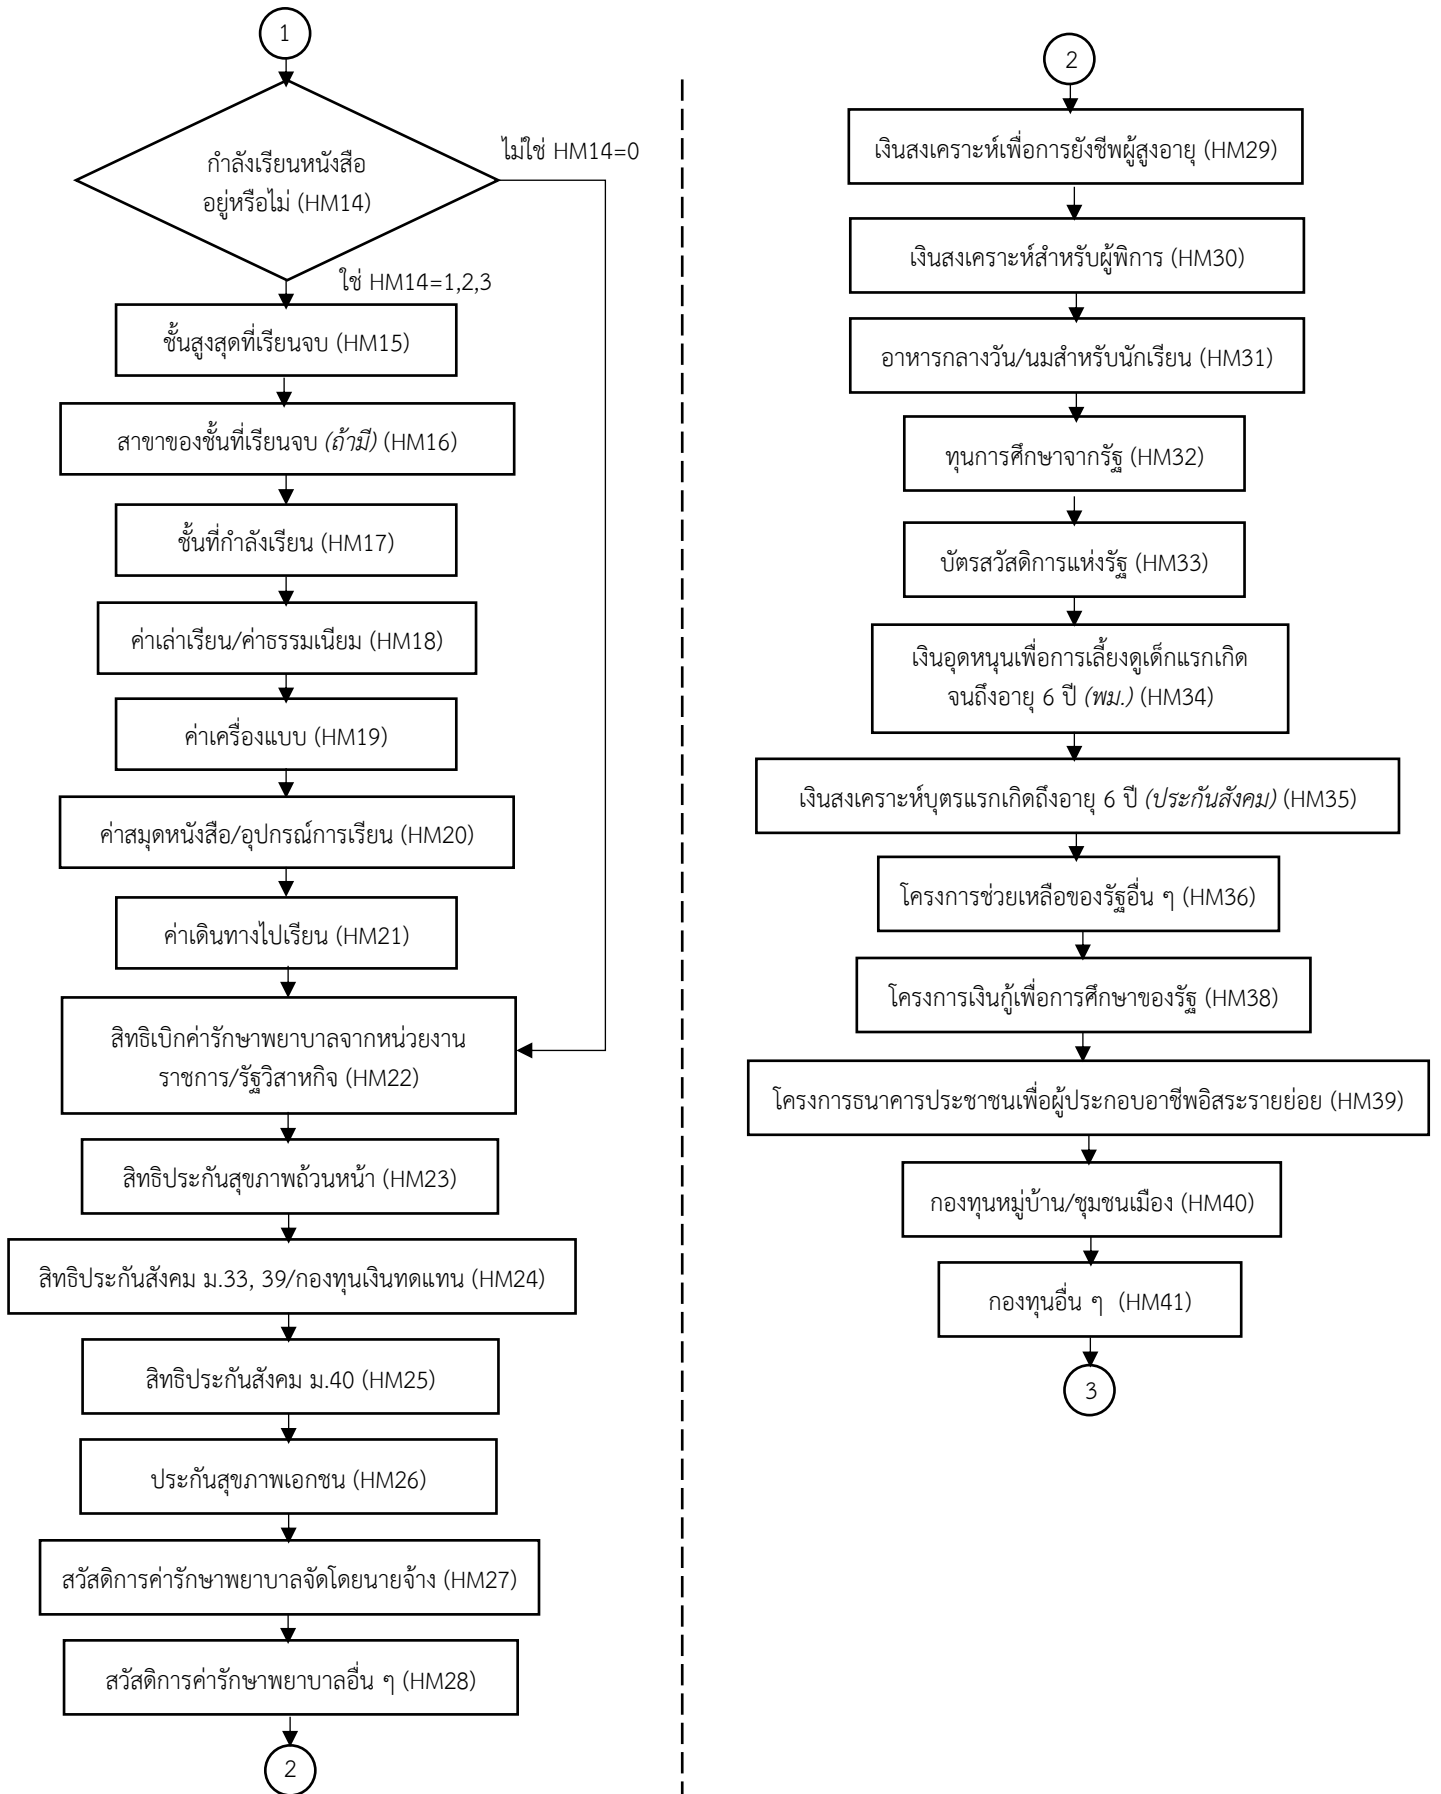 1
กำลังเรียนหนังสือ
อยู่หรือไม่ (HM14)
ไม่ใช่ HM14=0
ใช่ HM14=1,2,3
ชั้นสูงสุดที่เรียนจบ (HM15)
สาขาของชั้นที่เรียนจบ (ถ้ามี) (HM16)
ชั้นที่กำลังเรียน (HM17)
ค่าเล่าเรียน/ค่าธรรมเนียม (HM18)
ค่าเครื่องแบบ (HM19)
ค่าสมุดหนังสือ/อุปกรณ์การเรียน (HM20)
ค่าเดินทางไปเรียน (HM21)
สิทธิเบิกค่ารักษาพยาบาลจากหน่วยงาน
ราชการ/รัฐวิสาหกิจ (HM22)
สิทธิประกันสุขภาพถ้วนหน้า (HM23)
สิทธิประกันสังคม ม.33, 39/กองทุนเงินทดแทน (HM24)
สิทธิประกันสังคม ม.40 (HM25)
ประกันสุขภาพเอกชน (HM26)
สวัสดิการค่ารักษาพยาบาลจัดโดยนายจ้าง (HM27)
สวัสดิการค่ารักษาพยาบาลอื่น ๆ (HM28)
2
2
เงินสงเคราะห์เพื่อการยังชีพผู้สูงอายุ (HM29)
เงินสงเคราะห์สำหรับผู้พิการ (HM30)
อาหารกลางวัน/นมสำหรับนักเรียน (HM31)
ทุนการศึกษาจากรัฐ (HM32)
บัตรสวัสดิการแห่งรัฐ (HM33)
เงินอุดหนุนเพื่อการเลี้ยงดูเด็กแรกเกิด
จนถึงอายุ 6 ปี (พม.) (HM34)
เงินสงเคราะห์บุตรแรกเกิดถึงอายุ 6 ปี (ประกันสังคม) (HM35)
โครงการช่วยเหลือของรัฐอื่น ๆ (HM36)
โครงการเงินกู้เพื่อการศึกษาของรัฐ (HM38)
โครงการธนาคารประชาชนเพื่อผู้ประกอบอาชีพอิสระรายย่อย (HM39)
กองทุนหมู่บ้าน/ชุมชนเมือง (HM40)
กองทุนอื่น ๆ (HM41)
3